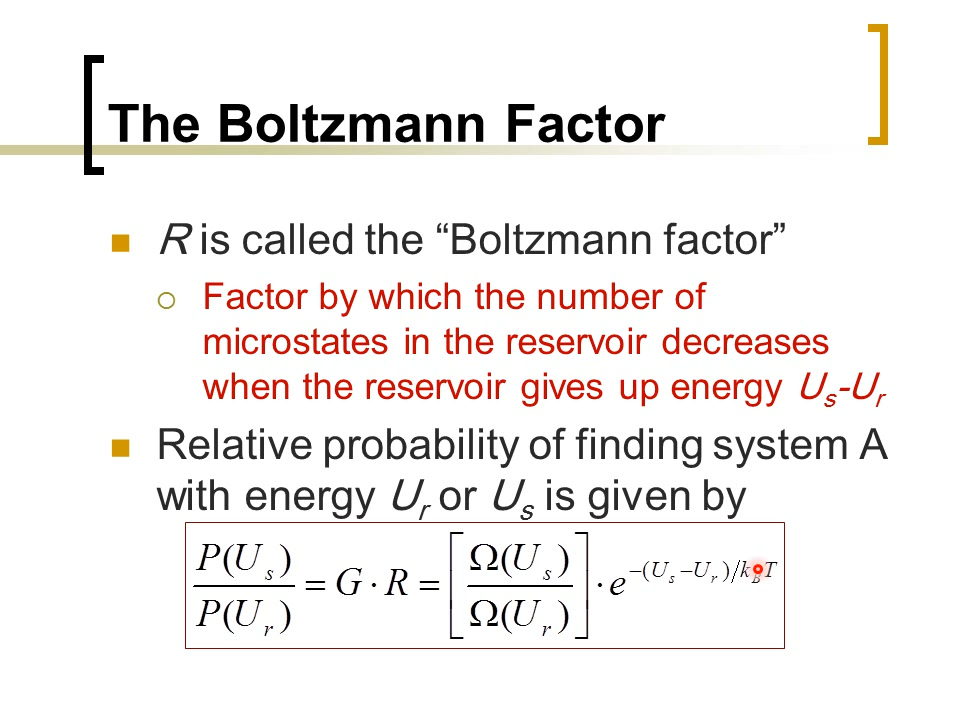 The Boltzmann Factor
R is called the “Boltzmann factor”
Factor by which the number of
microstates in the reservoir decreases
when the reservoir gives up energy Uₛ-Uᵣ
Relative probability of finding system A
with energy Uᵣ or Uₛ is given by
P(Uₛ)/P(Uᵣ) = G · R = [Ω(Uₛ)/Ω(Uᵣ)] · e^{−(Uₛ−Uᵣ)/k_B T}